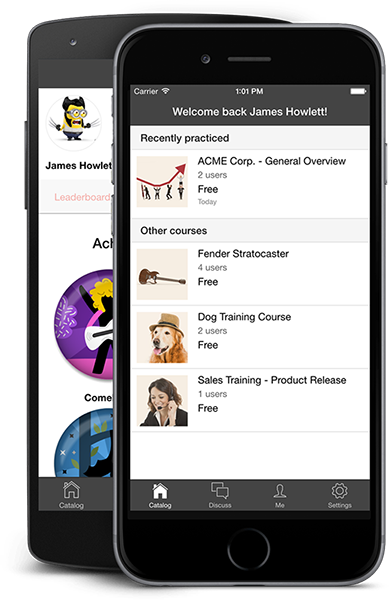 Carrier
1:01 PM
Welcome back James Howlett!
Recently practiced
ACME Corp. - General Overview
2 users
Free
Today
Other courses
Fender Stratocaster
4 users
Free
Dog Training Course
2 users
Free
Sales Training - Product Release
1 users
Free
Catalog
Discuss
Me
Settings
James Howlet
Leaderboard
Ach
Come
Catalog